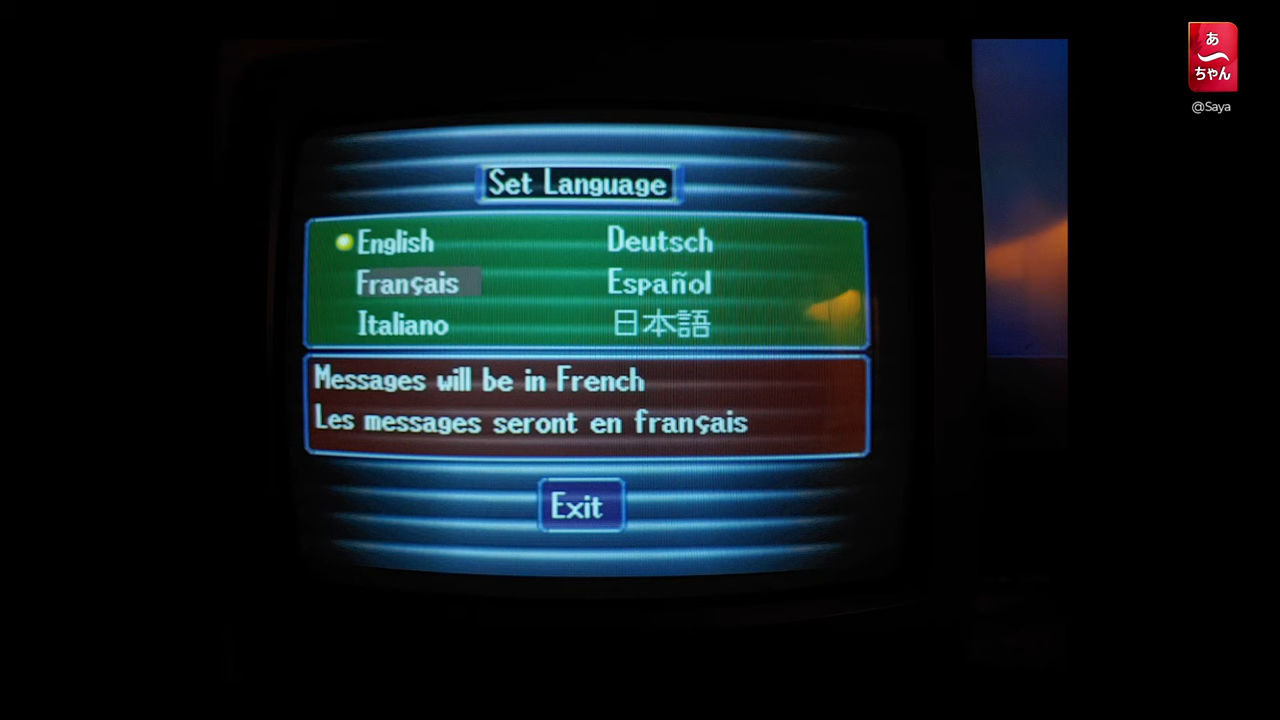 あ
ー
ちゃん
@Saya
Set Language
English Deutsch
Français Español
Italiano 日本語
Messages will be in French
Les messages seront en français
Exit